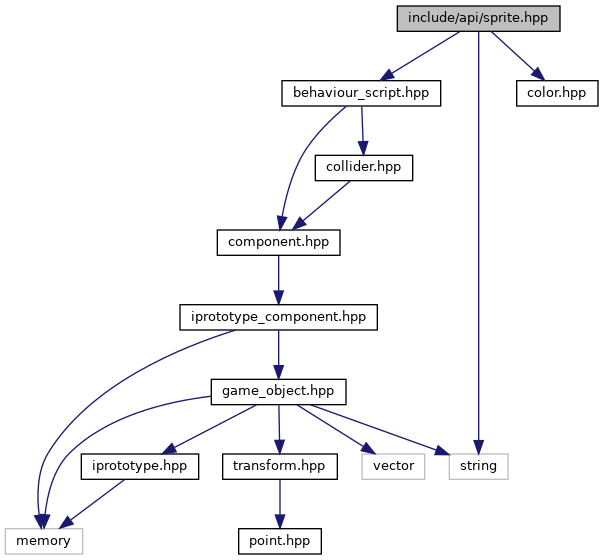 include/api/sprite.hpp
behaviour_script.hpp
color.hpp
collider.hpp
component.hpp
iprototype_component.hpp
game_object.hpp
iprototype.hpp
transform.hpp
vector
string
memory
point.hpp